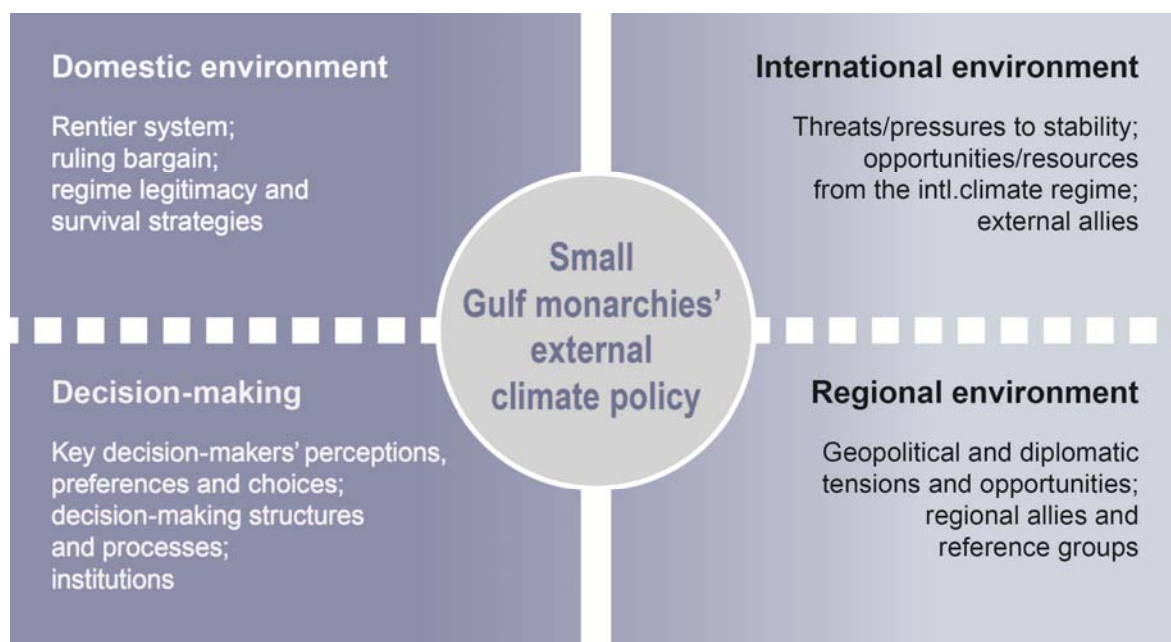 Domestic environment
Rentier system;
ruling bargain;
regime legitimacy and
survival strategies
International environment
Threats/pressures to stability;
opportunities/resources
from the intl.climate regime;
external allies
Small
Gulf monarchies’
external
climate policy
Decision-making
Key decision-makers’ perceptions,
preferences and choices;
decision-making structures
and processes;
institutions
Regional environment
Geopolitical and diplomatic
tensions and opportunities;
regional allies and
reference groups